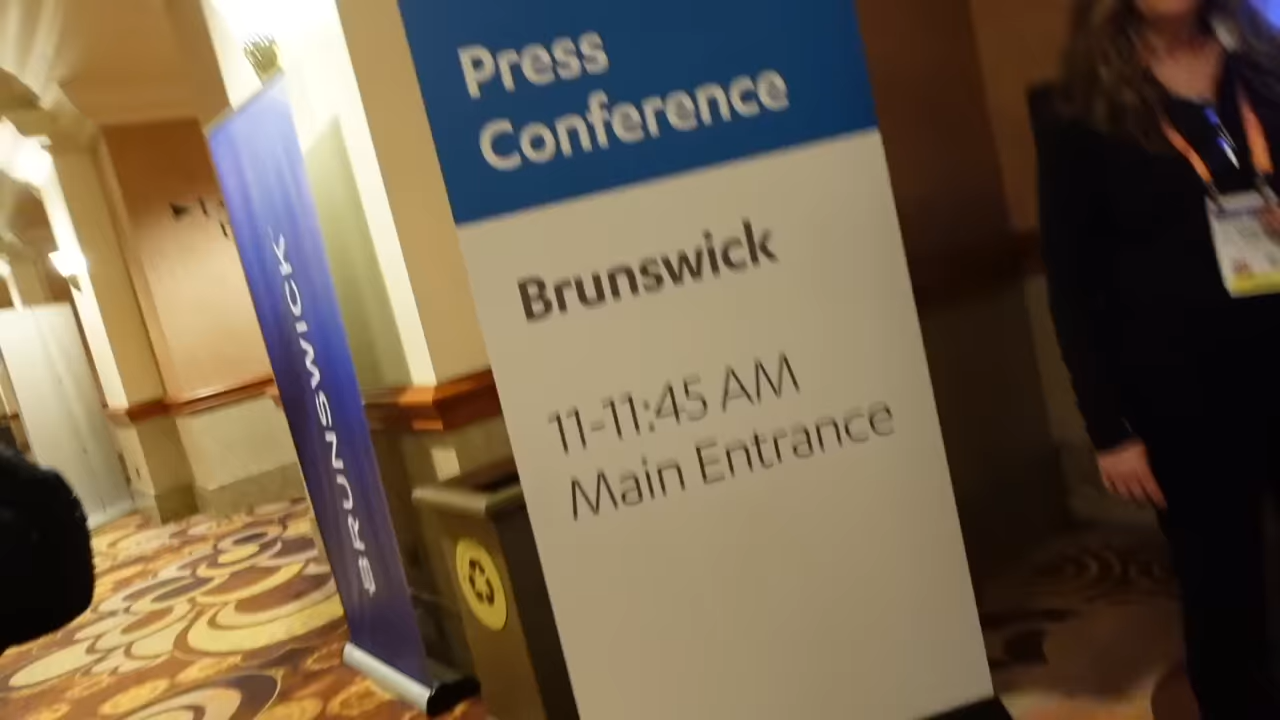 Press
Conference
Brunswick
11-11:45 AM
Main Entrance
BRUNSWICK